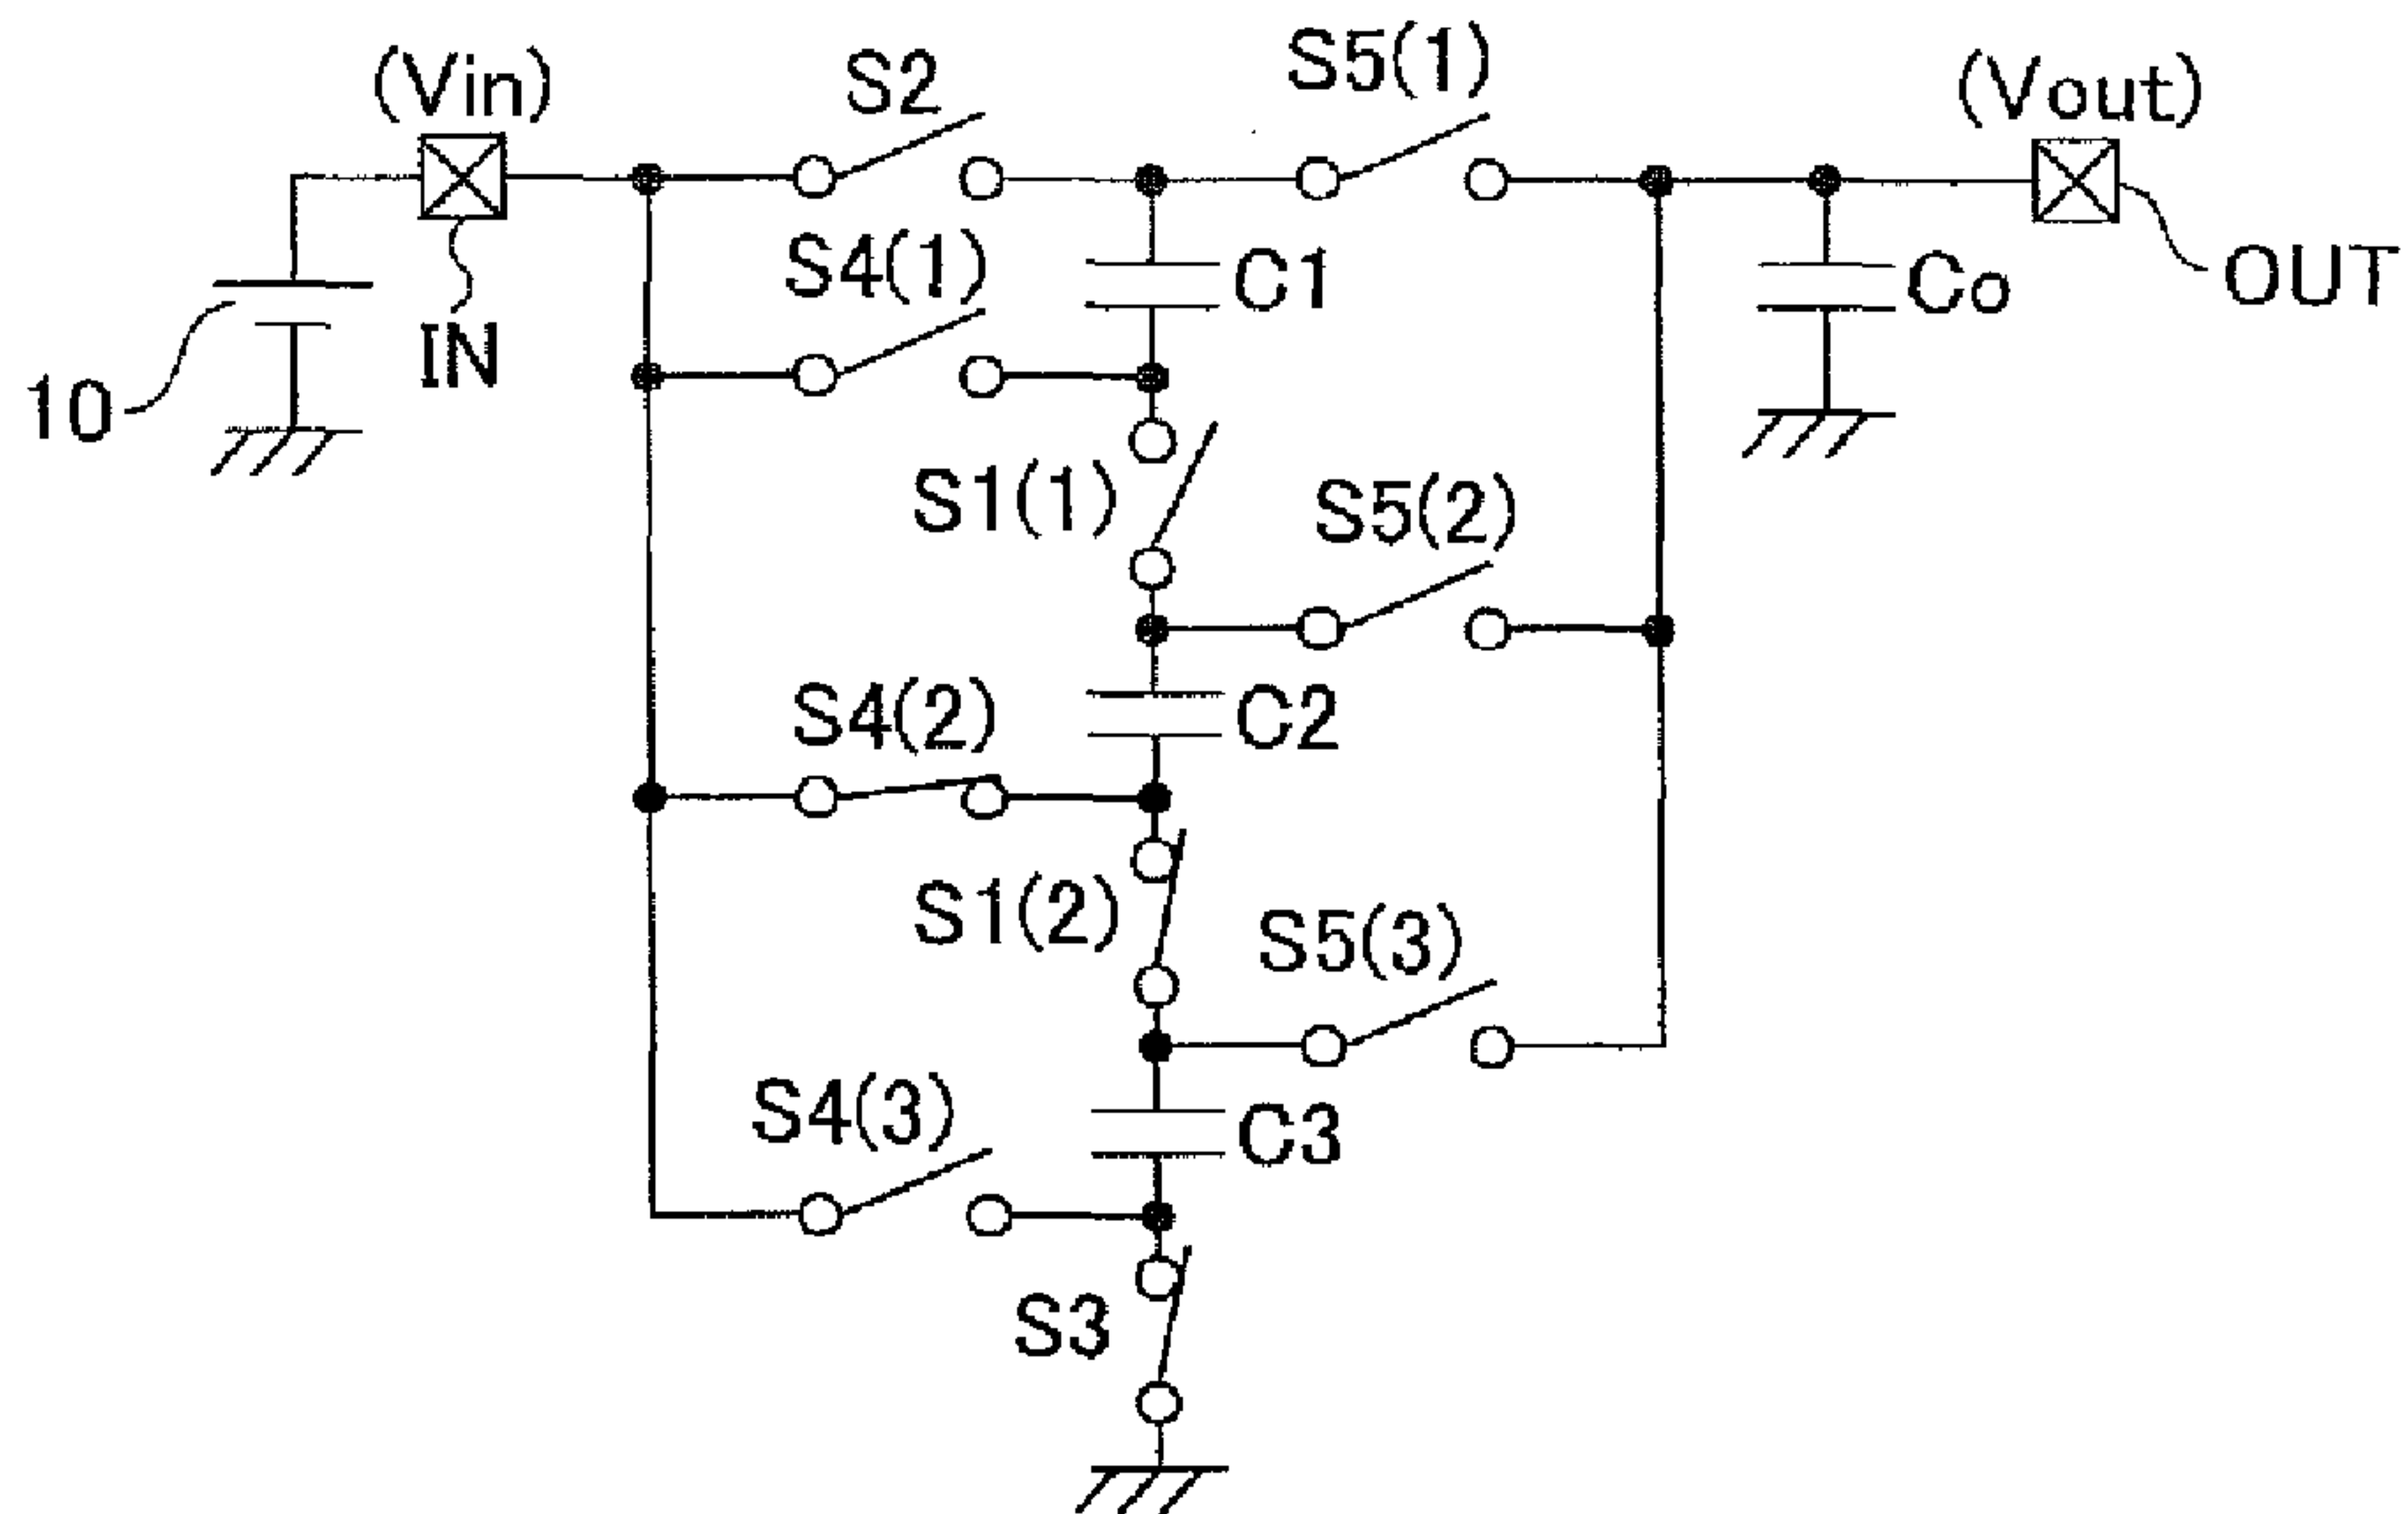 (Vin)
S2
S5(1)
(Vout)
S4(1)
C1
Co
OUT
IN
10
S1(1)
S5(2)
S4(2)
C2
S1(2)
S5(3)
S4(3)
C3
S3